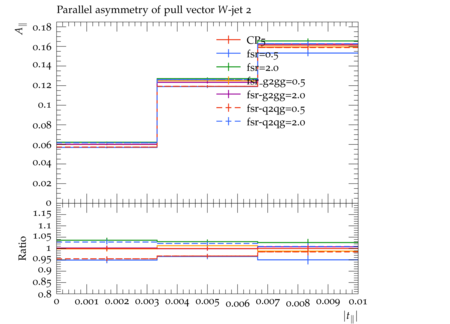 Parallel asymmetry of pull vector W-jet 2
A∥
0.18
0.16
0.14
0.12
0.1
0.08
0.06
0.04
0.02
0
CP5
fsr=0.5
fsr=2.0
fsr-g2gg=0.5
fsr-g2gg=2.0
fsr-q2qg=0.5
fsr-q2qg=2.0
Ratio
1.15
1.1
1.05
1
0.95
0.9
0.85
0.8
0 0.001 0.002 0.003 0.004 0.005 0.006 0.007 0.008 0.009 0.01
|t∥|